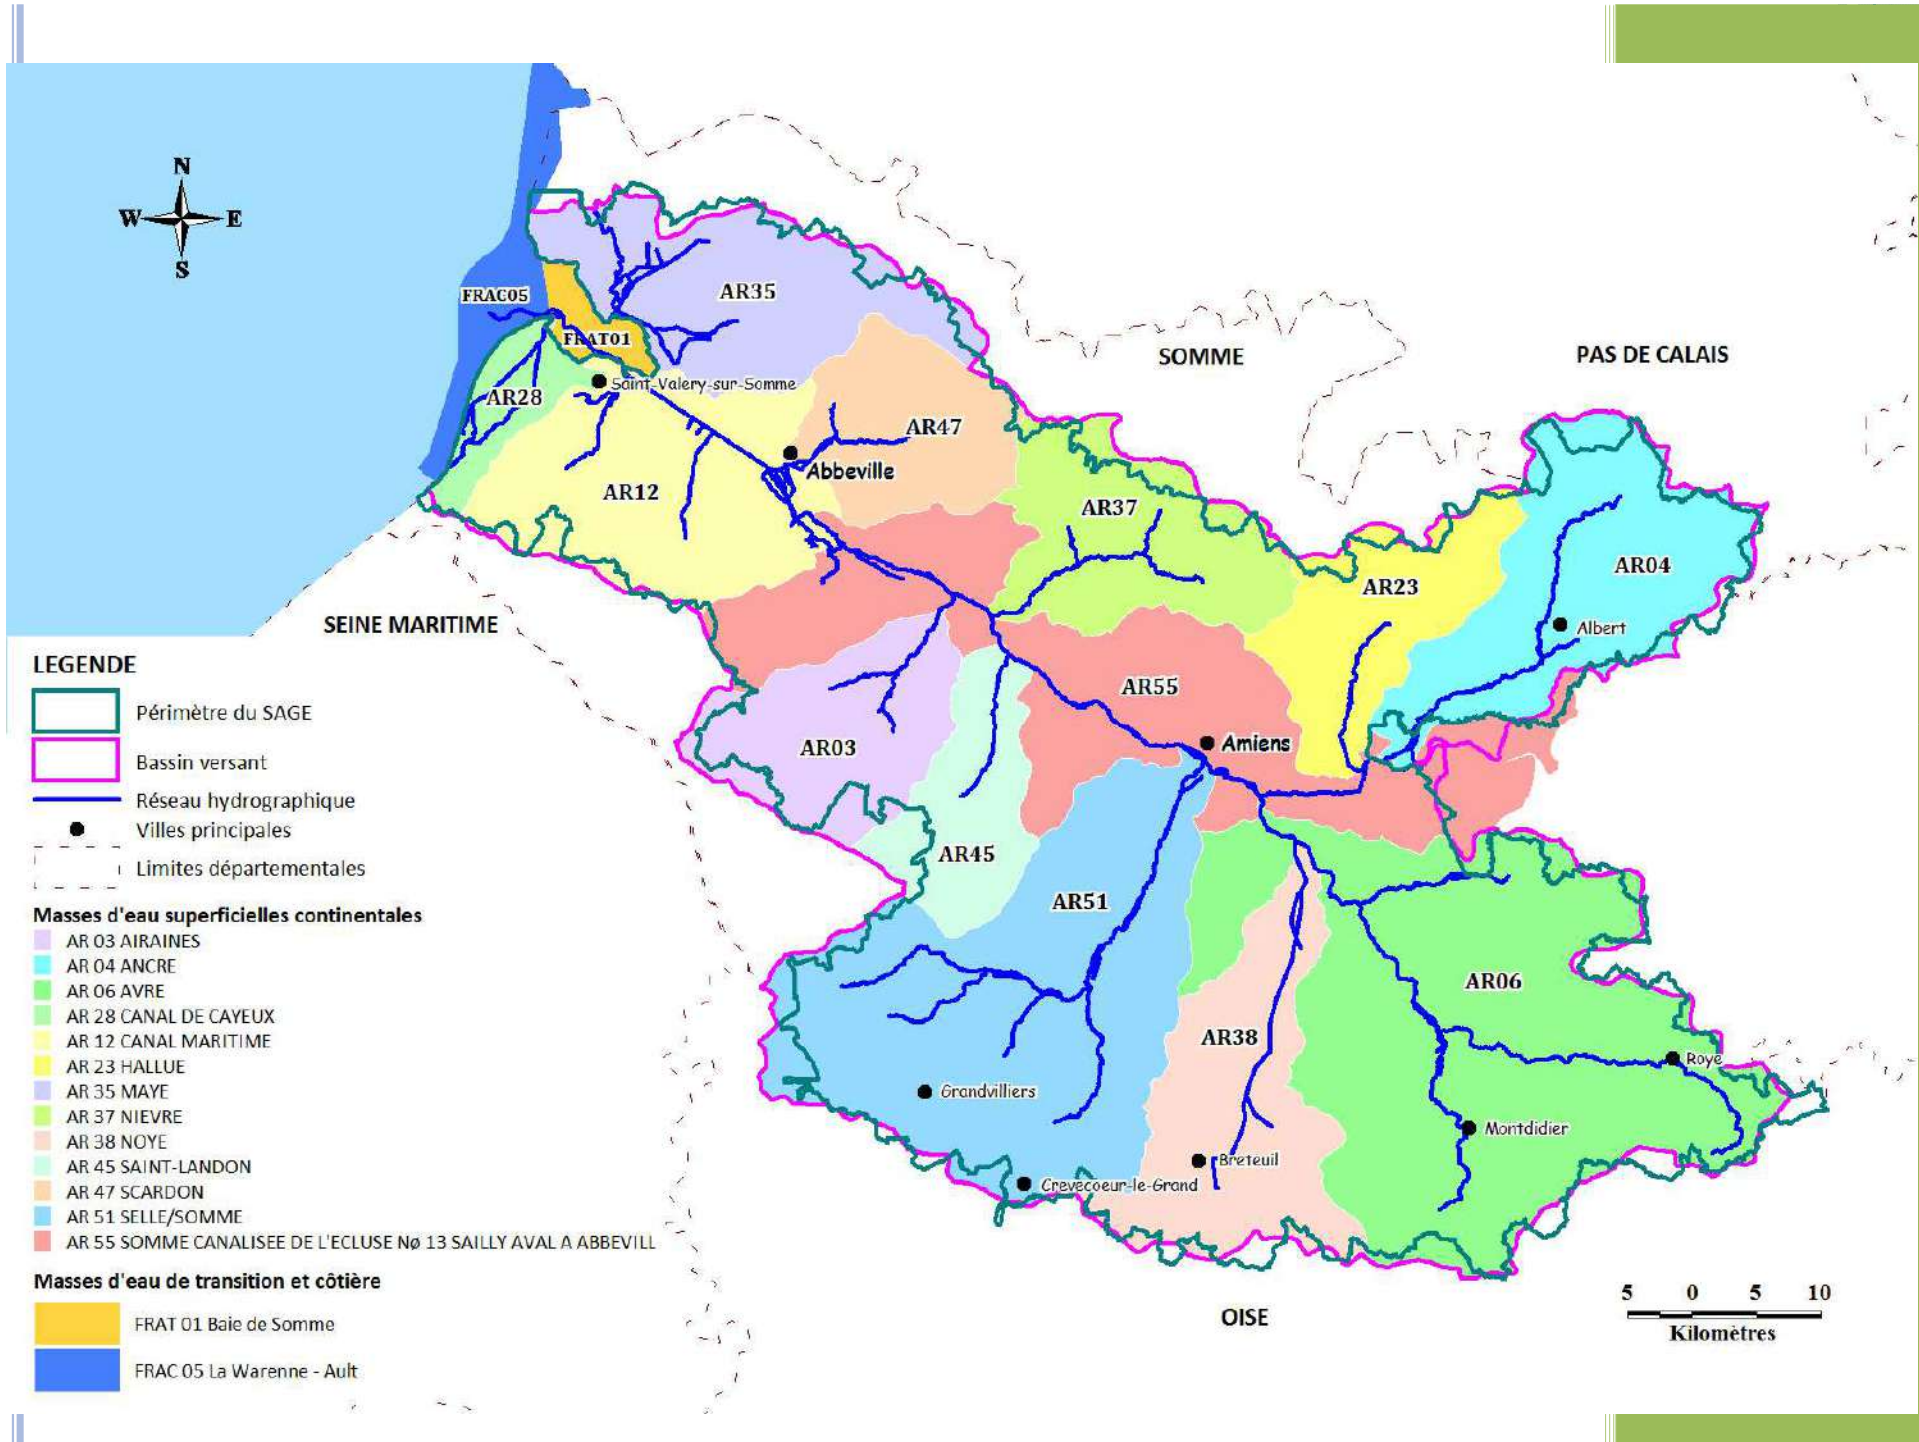 N
W E
S
FRAC05
AR35
FRAT01
SOMME
PAS DE CALAIS
Saint-Valery-sur-Somme
AR28
AR47
Abbeville
AR12
AR37
AR04
AR23
SEINE MARITIME
Albert
AR55
Amiens
AR03
AR45
AR51
AR06
AR38
Roye
Grandvilliers
Montdidier
Breteuil
Crevecoeur-le-Grand
OISE
LEGENDE
Périmètre du SAGE
Bassin versant
Réseau hydrographique
Villes principales
Limites départementales
Masses d'eau superficielles continentales
AR 03 AIRAINES
AR 04 ANCRE
AR 06 AVRE
AR 28 CANAL DE CAYEUX
AR 12 CANAL MARITIME
AR 23 HALLUE
AR 35 MAYE
AR 37 NIEVRE
AR 38 NOYE
AR 45 SAINT-LANDON
AR 47 SCARDON
AR 51 SELLE/SOMME
AR 55 SOMME CANALISEE DE L'ECLUSE Nø 13 SAILLY AVAL A ABBEVILL
Masses d'eau de transition et côtière
FRAT 01 Baie de Somme
FRAC 05 La Warenne - Ault
5 0 5 10
Kilomètres